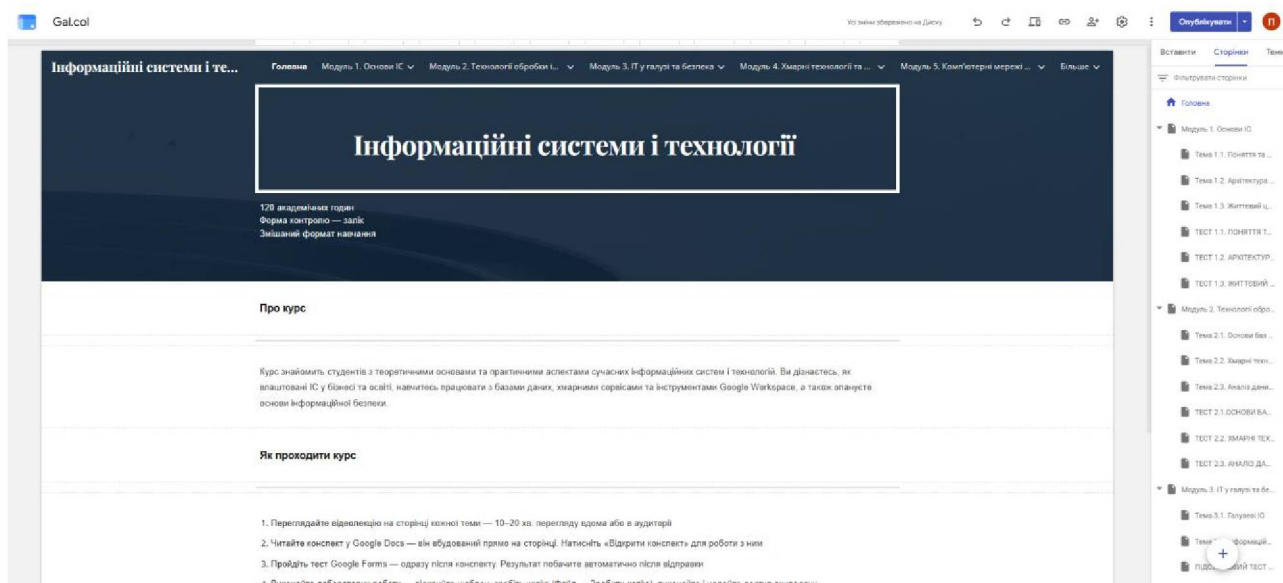 Gal.col
Усі зміни збережено на Диску
Опублікувати
П
Вставити Сторінки Теми
Фільтрувати сторінки
Інформаційні системи і те...
Головна Модуль 1. Основи ІС Модуль 2. Технології обробки і... Модуль 3. ІТ у галузі та безпека Модуль 4. Хмарні технології та ... Модуль 5. Комп'ютерні мережі ... Більше
Інформаційні системи і технології
120 академічних годин
Форма контролю — залік
Змішаний формат навчання
Про курс
Курс знайомить студентів з теоретичними основами та практичними аспектами сучасних інформаційних систем і технологій. Ви дізнаєтесь, як
влаштовані ІС у бізнесі та освіті, навчитесь працювати з базами даних, хмарними сервісами та інструментами Google Workspace, а також опануєте
основи інформаційної безпеки.
Як проходити курс
1. Переглядайте відеолекцію на сторінці кожної теми — 10–20 хв. перегляду вдома або в аудиторії
2. Читайте конспект у Google Docs — він вбудований прямо на сторінці. Натисніть «Відкрити конспект» для роботи з ним
3. Пройдіть тест Google Forms — одразу після конспекту. Результат побачите автоматично після відправки
Головна
Модуль 1. Основи ІС
Тема 1.1. Поняття та ...
Тема 1.2. Архітектура ...
Тема 1.3. Життєвий ц...
ТЕСТ 1.1. ПОНЯТТЯ Т...
ТЕСТ 1.2. АРХІТЕКТУР...
ТЕСТ 1.3. ЖИТТЄВИЙ ...
Модуль 2. Технології обро...
Тема 2.1. Основи баз ...
Тема 2.2. Хмарні техн...
Тема 2.3. Аналіз дани...
ТЕСТ 2.1.ОСНОВИ БА...
ТЕСТ 2.2. ХМАРНІ ТЕХ...
ТЕСТ 2.3. АНАЛІЗ ДА...
Модуль 3. ІТ у галузі та бе...
Тема 3.1. Галузеві ІС